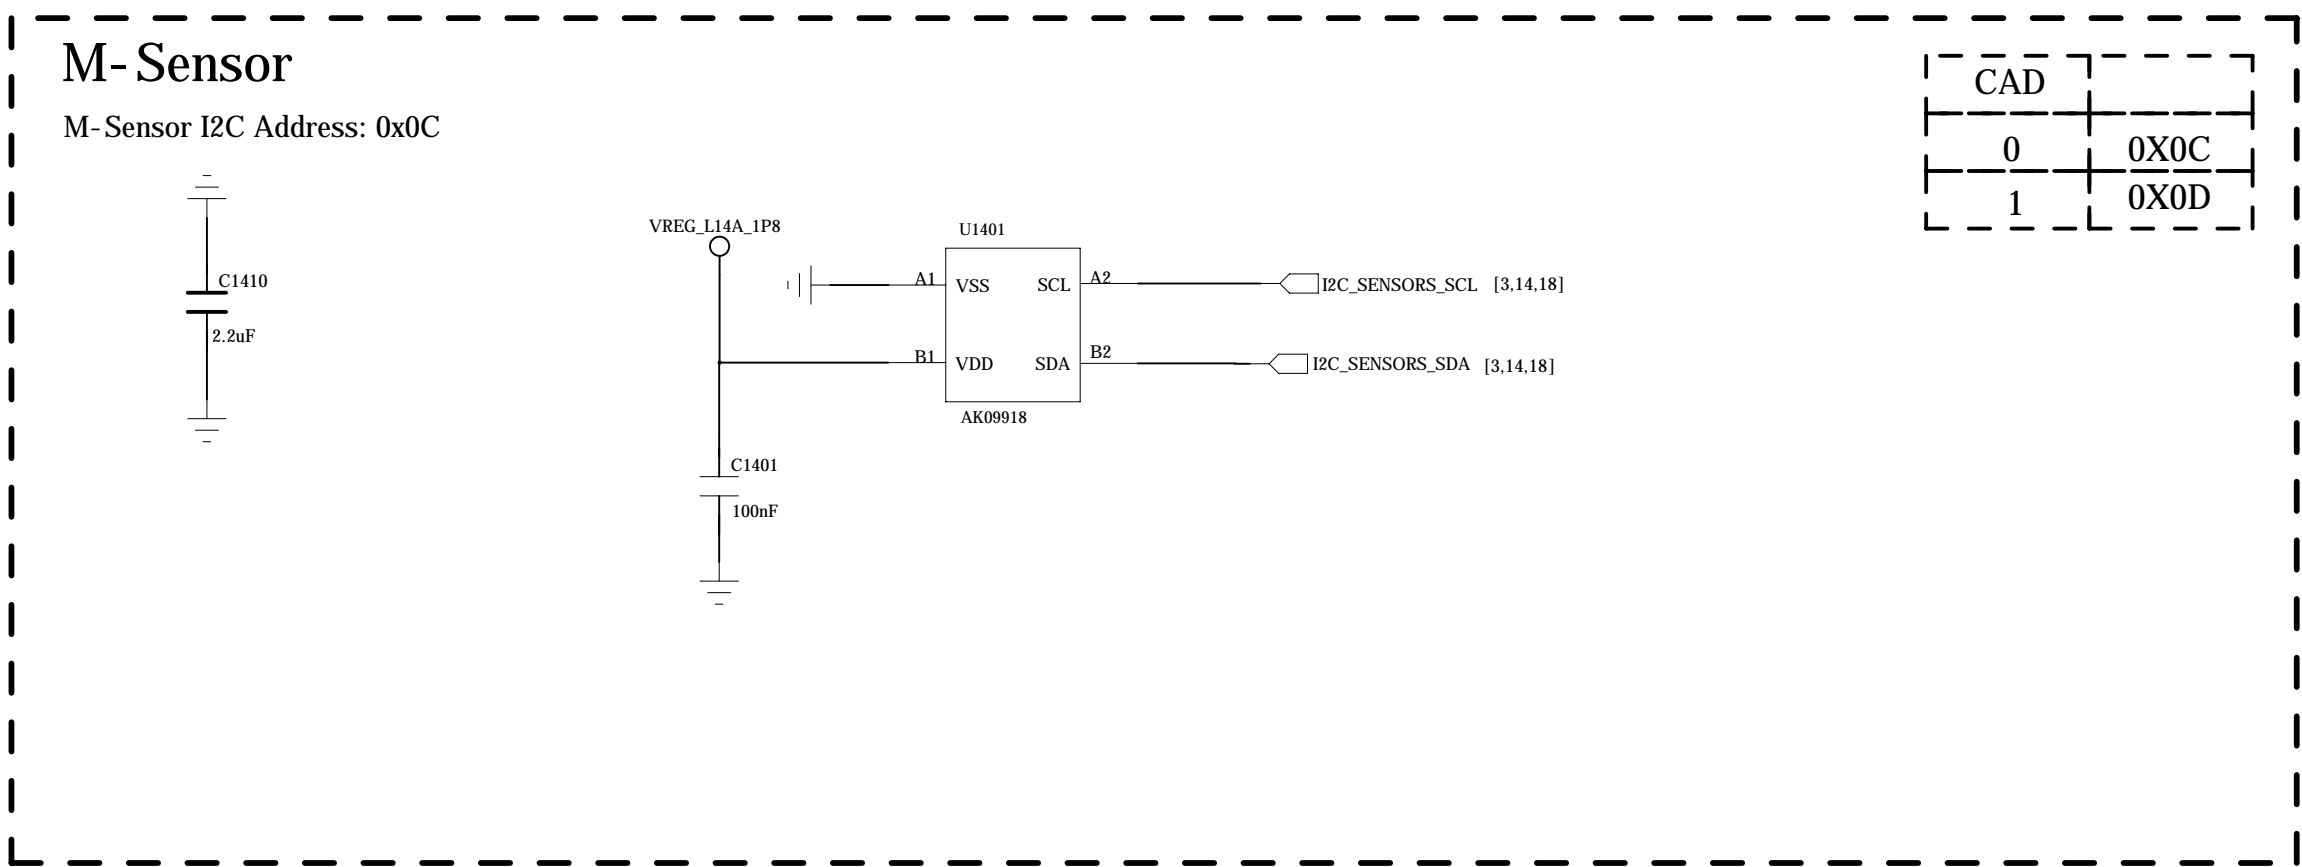 M-Sensor
M-Sensor I2C Address: 0x0C
CAD
0 0X0C
1 0X0D
C1410
2.2uF
VREG_L14A_1P8
U1401
A1 VSS SCL A2 I2C_SENSORS_SCL [3,14,18]
B1 VDD SDA B2 I2C_SENSORS_SDA [3,14,18]
AK09918
C1401
100nF